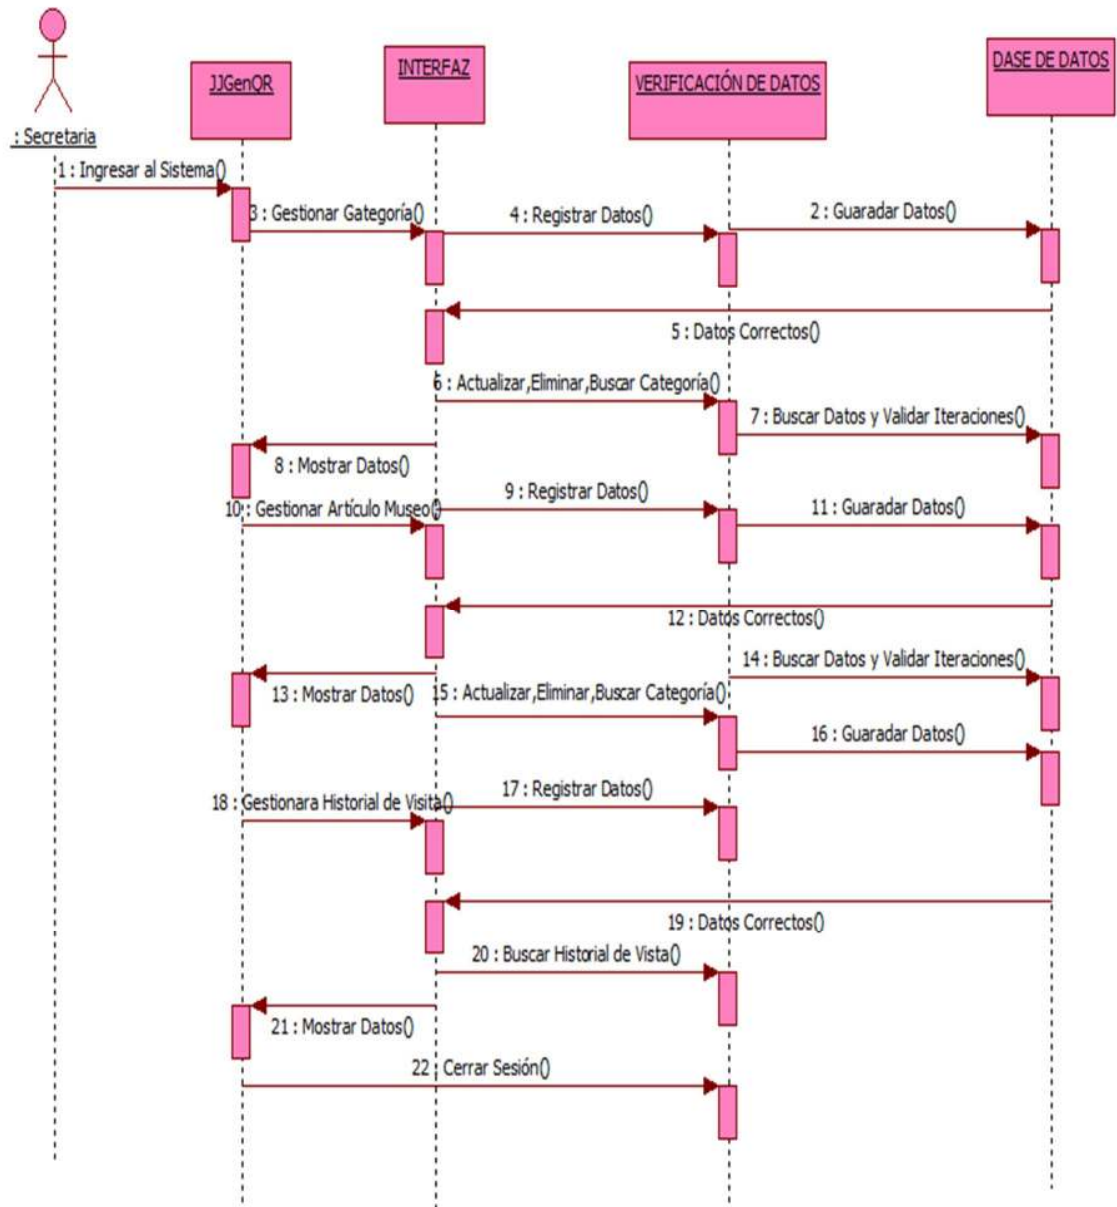 : Secretaria
JJGenQR
INTERFAZ
VERIFICACIÓN DE DATOS
DASE DE DATOS
1 : Ingresar al Sistema()
3 : Gestionar Gategoría()
4 : Registrar Datos()
2 : Guaradar Datos()
5 : Datos Correctos()
6 : Actualizar,Eliminar,Buscar Categoría()
7 : Buscar Datos y Validar Iteraciones()
8 : Mostrar Datos()
9 : Registrar Datos()
10 : Gestionar Artículo Museo()
11 : Guaradar Datos()
12 : Datos Correctos()
14 : Buscar Datos y Validar Iteraciones()
13 : Mostrar Datos()
15 : Actualizar,Eliminar,Buscar Categoría()
16 : Guaradar Datos()
17 : Registrar Datos()
18 : Gestionara Historial de Visita()
19 : Datos Correctos()
20 : Buscar Historial de Vista()
21 : Mostrar Datos()
22 : Cerrar Sesión()